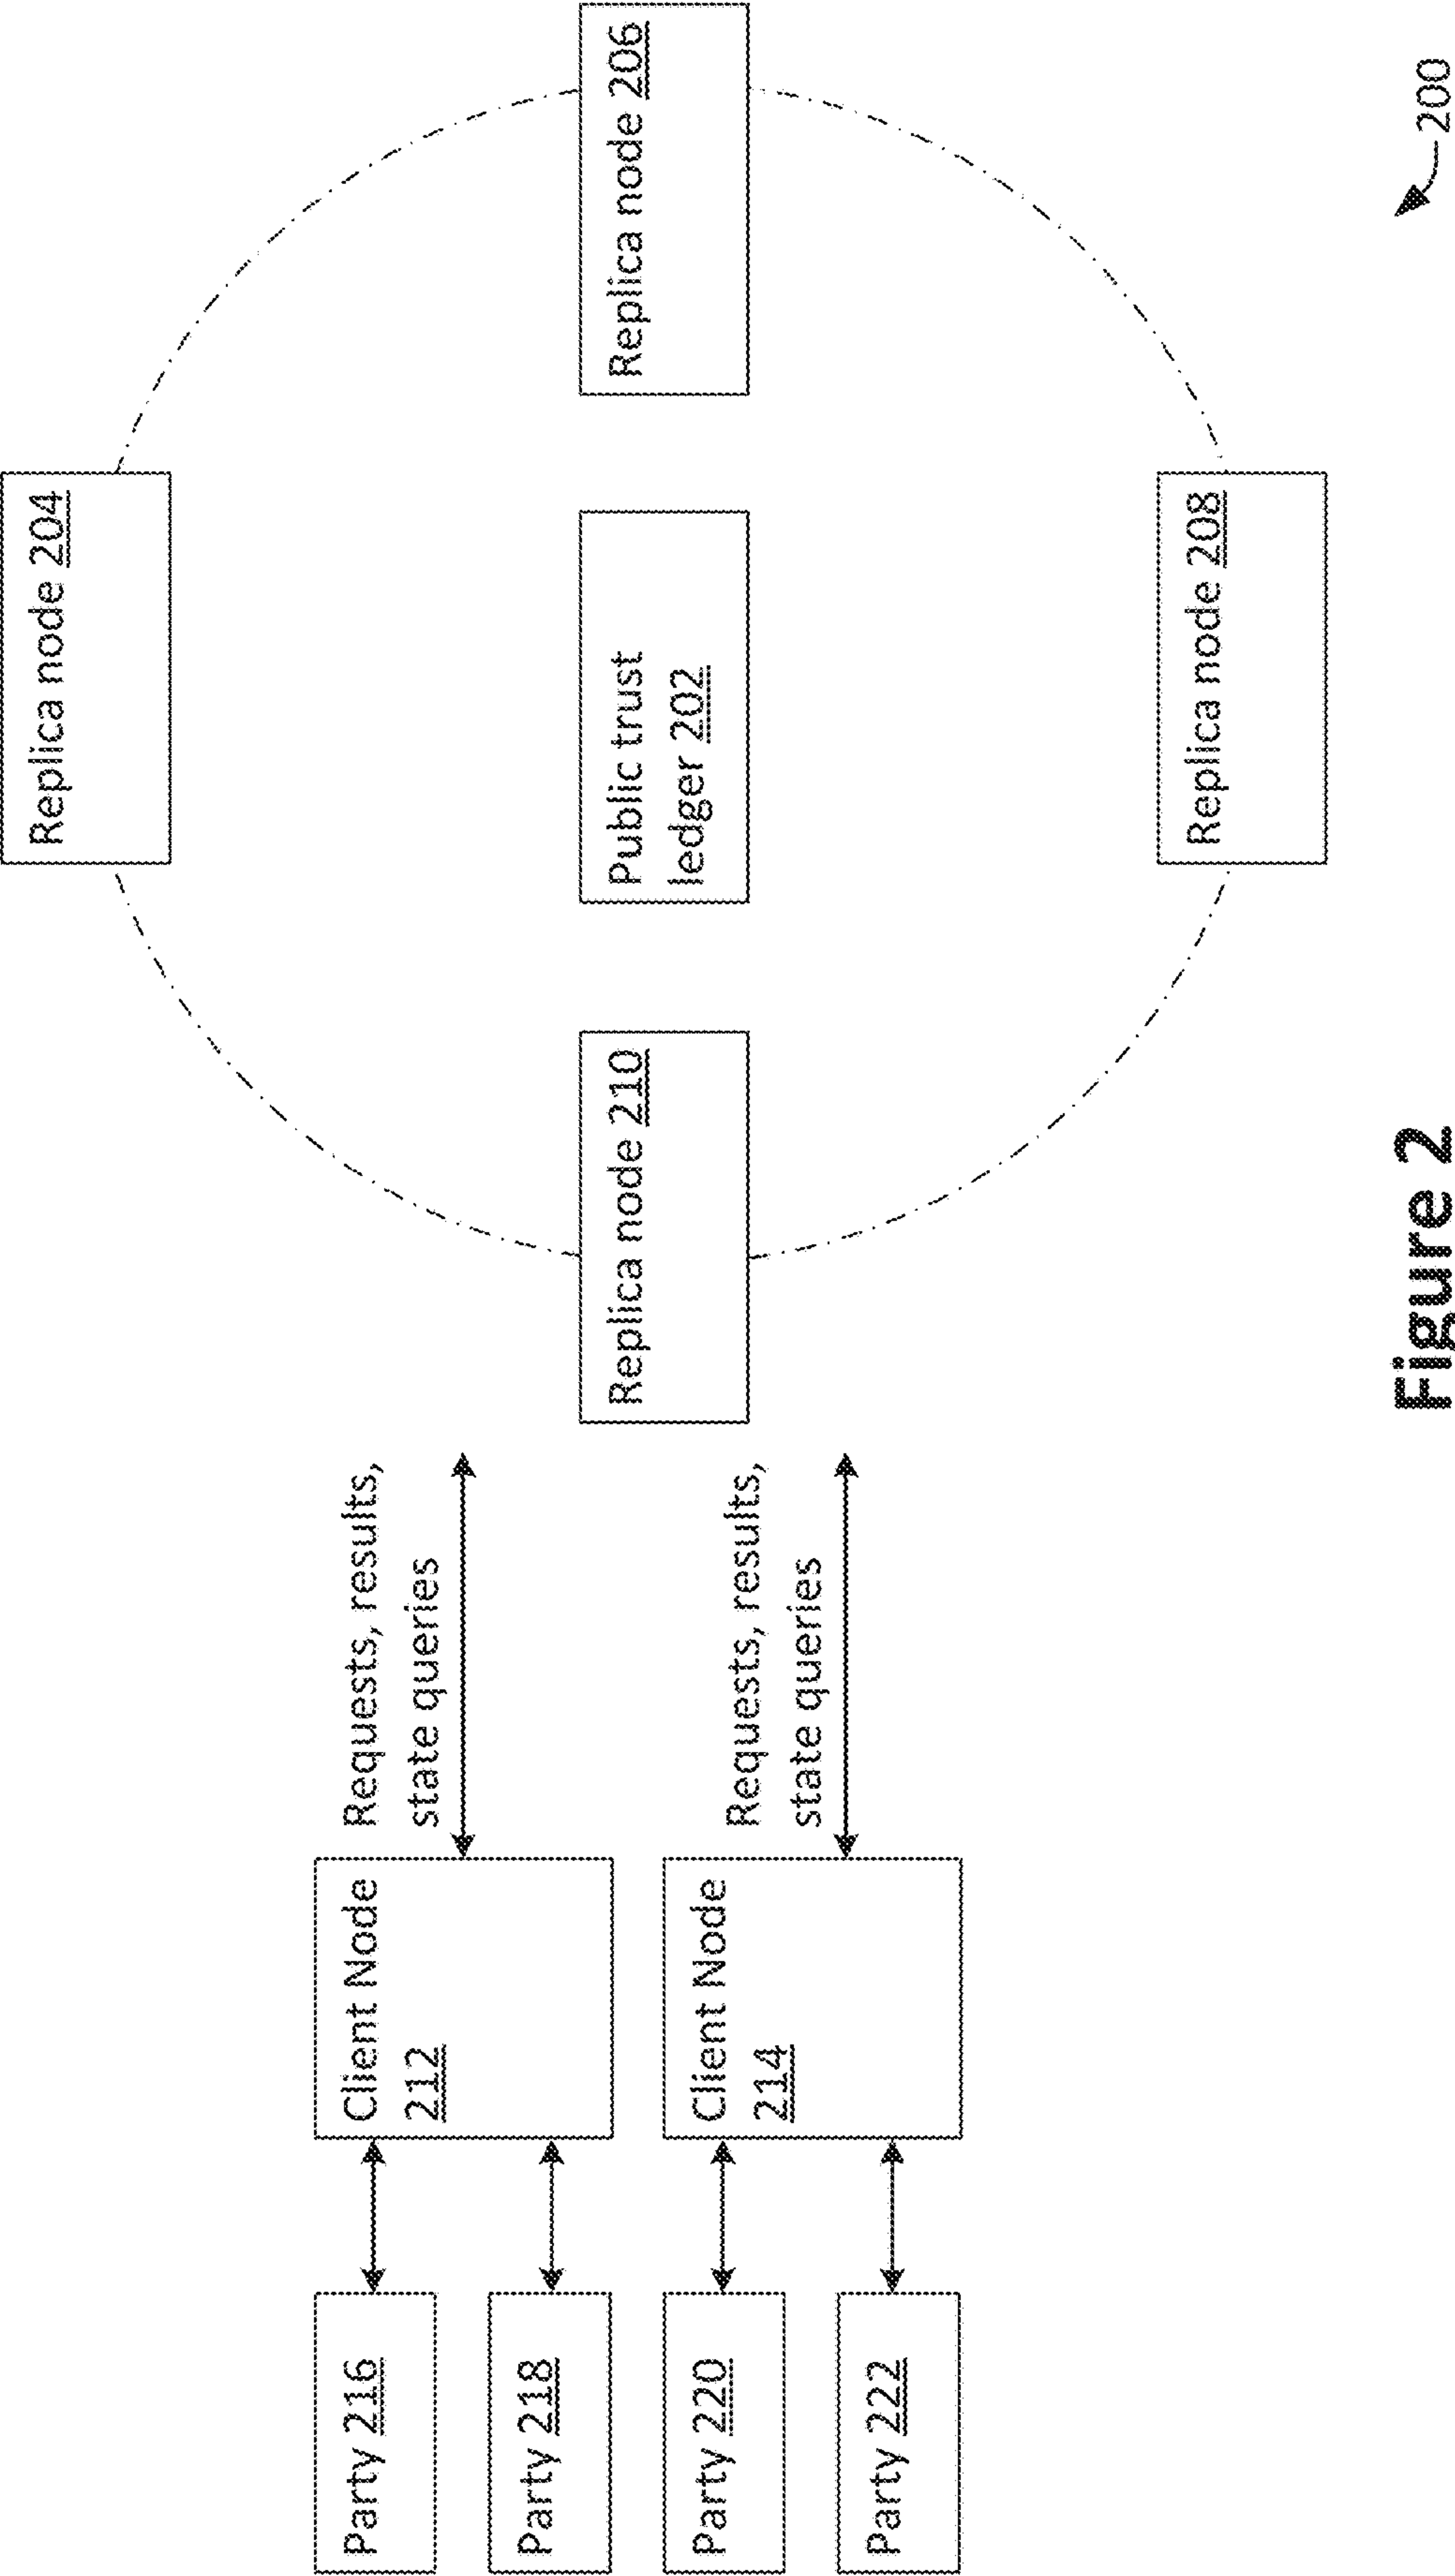 Replica node 204
Party 216
Client Node
212
Requests, results,
state queries
Party 218
Replica node 210
Public trust
ledger 202
Replica node 206
Party 220
Client Node
214
Requests, results,
state queries
Party 222
Replica node 208
Figure 2
200